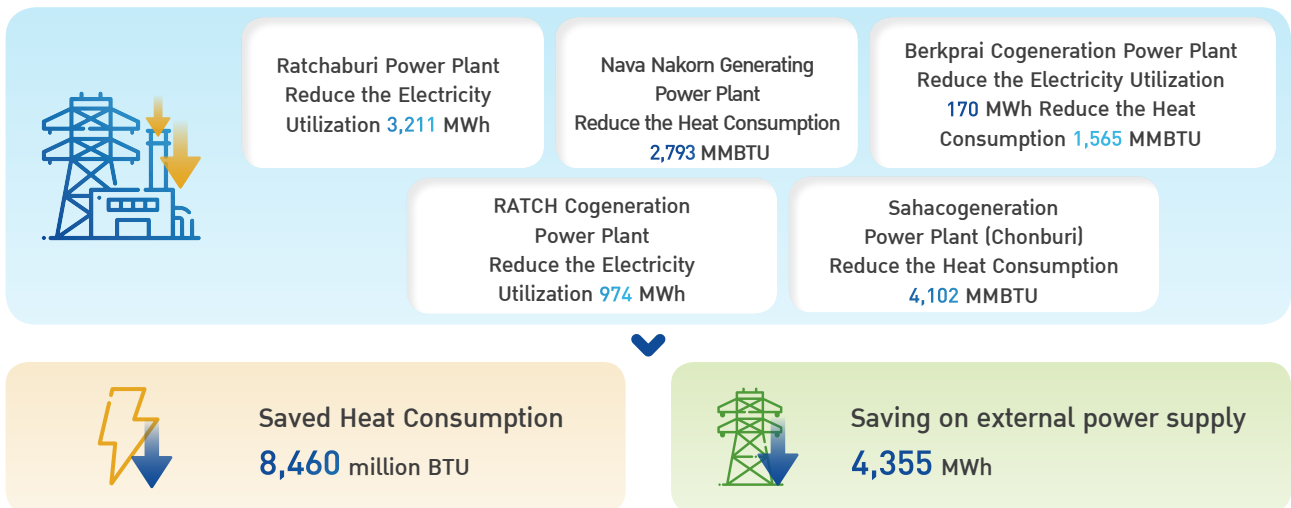 Ratchaburi Power Plant
Reduce the Electricity
Utilization 3,211 MWh
Nava Nakorn Generating
Power Plant
Reduce the Heat Consumption
2,793 MMBTU
Berkprai Cogeneration Power Plant
Reduce the Electricity Utilization
170 MWh Reduce the Heat
Consumption 1,565 MMBTU
RATCH Cogeneration
Power Plant
Reduce the Electricity
Utilization 974 MWh
Sahacogeneration
Power Plant (Chonburi)
Reduce the Heat Consumption
4,102 MMBTU
Saved Heat Consumption
8,460 million BTU
Saving on external power supply
4,355 MWh